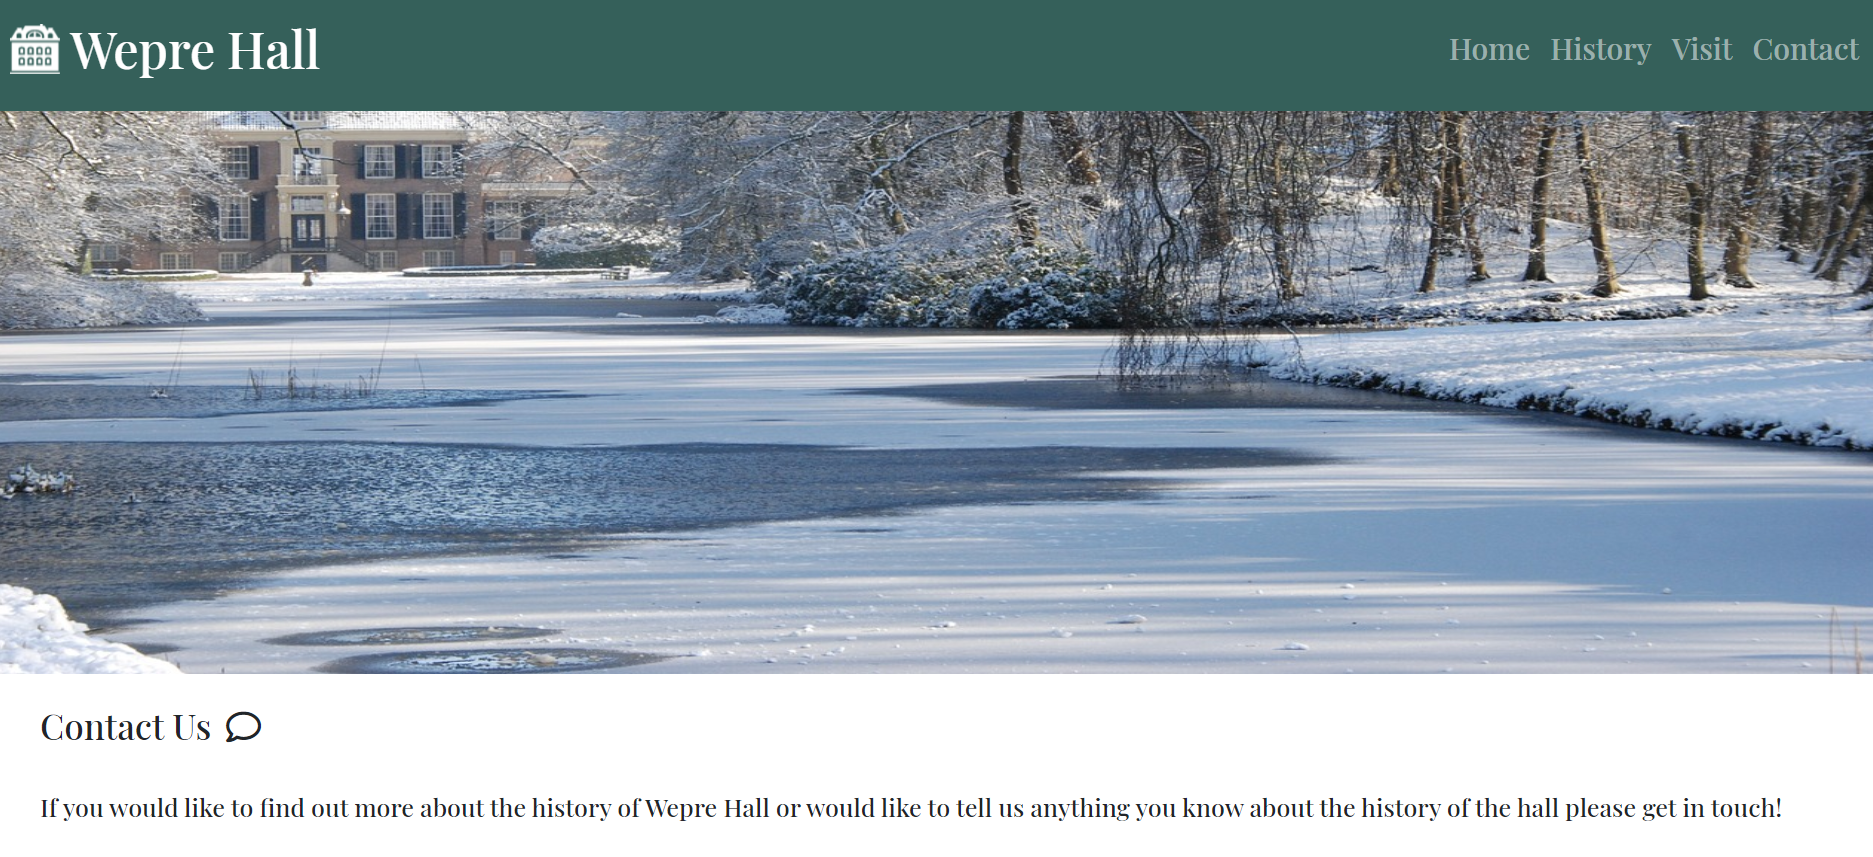 Wepre Hall
Home History Visit Contact
Contact Us
If you would like to find out more about the history of Wepre Hall or would like to tell us anything you know about the history of the hall please get in touch!